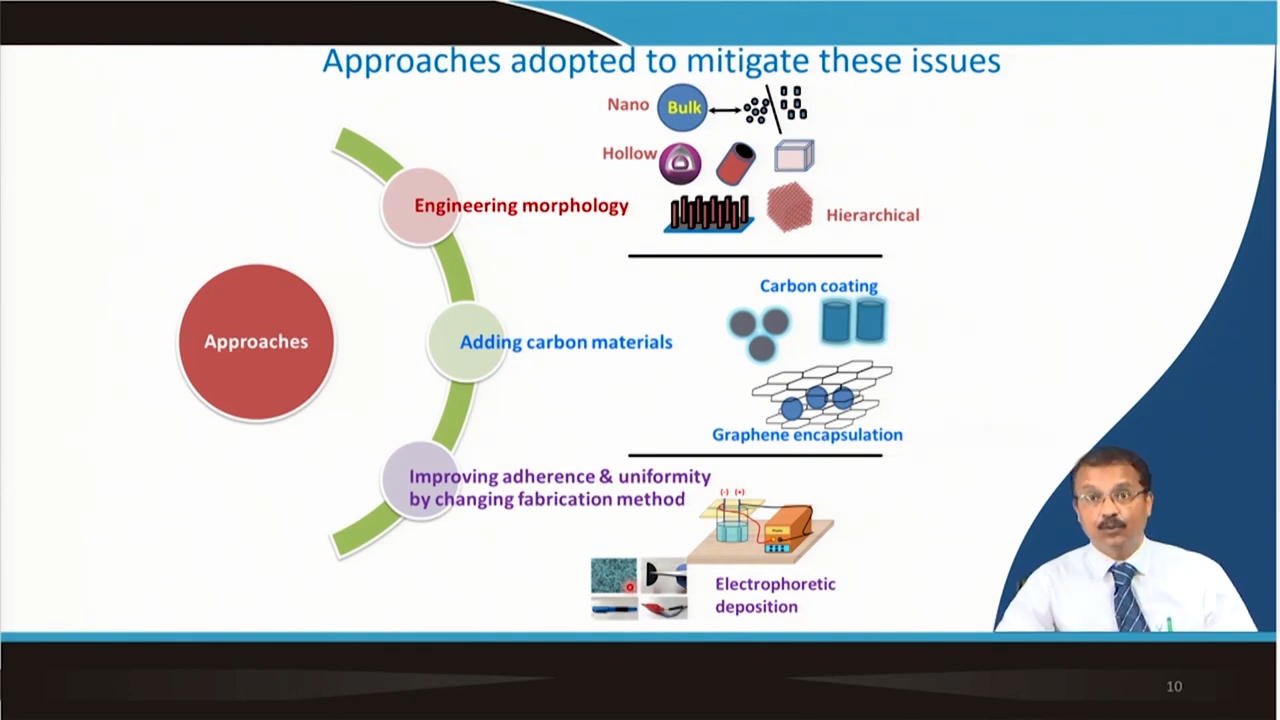 Approaches adopted to mitigate these issues
Nano
Bulk
Hollow
Engineering morphology
Hierarchical
Carbon coating
Approaches
Adding carbon materials
Graphene encapsulation
Improving adherence & uniformity
by changing fabrication method
(-) (+)
Electrophoretic
deposition
10